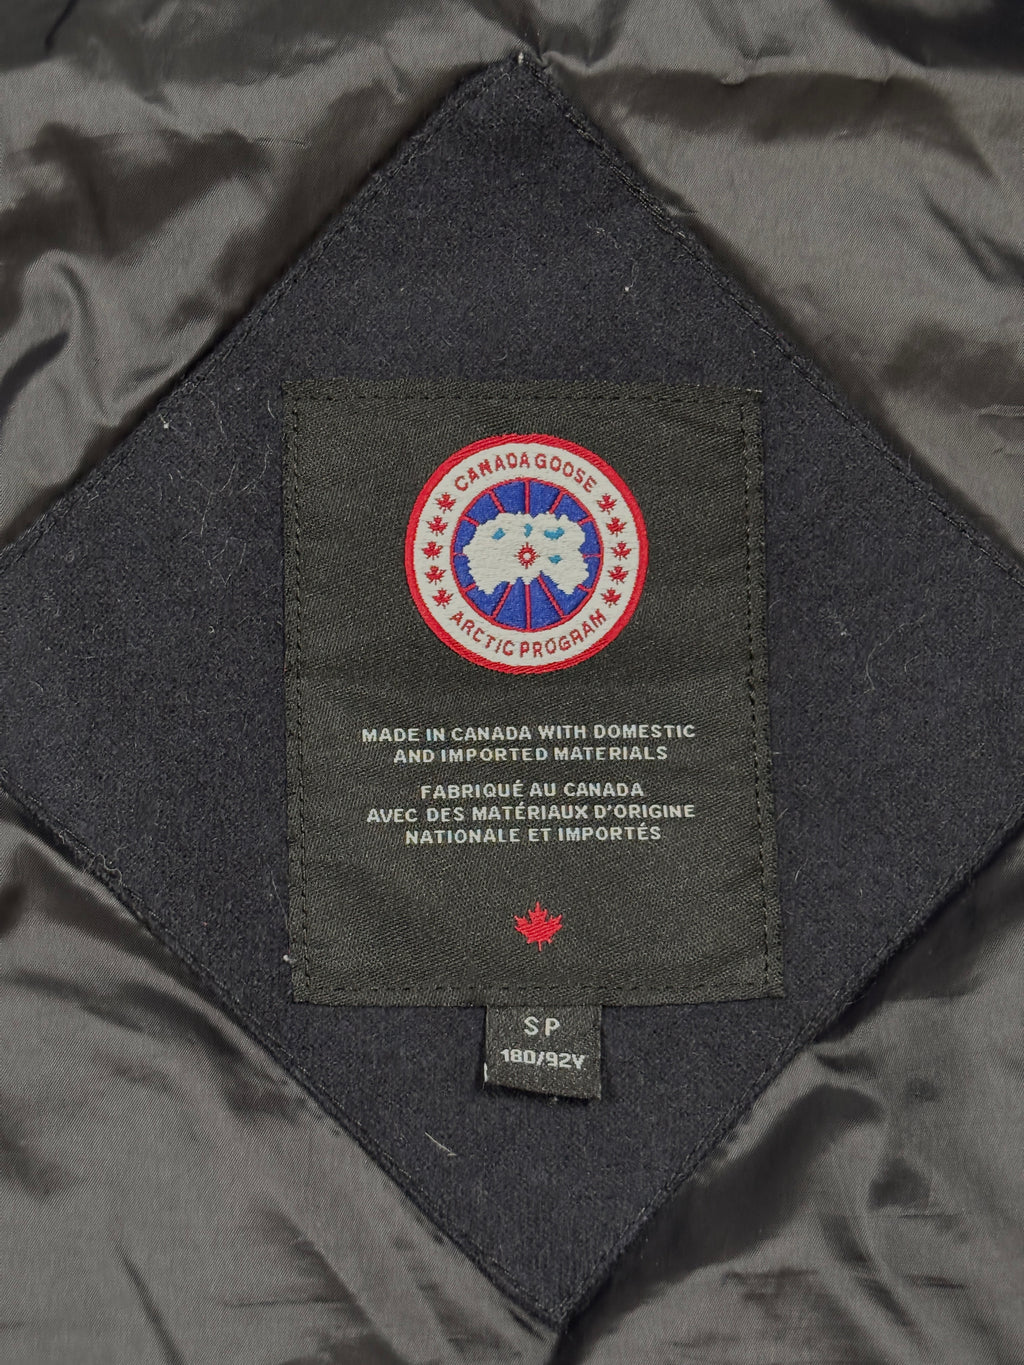 CANADA GOOSE
ARCTIC PROGRAM
MADE IN CANADA WITH DOMESTIC
AND IMPORTED MATERIALS
FABRIQUÉ AU CANADA
AVEC DES MATÉRIAUX D'ORIGINE
NATIONALE ET IMPORTÉS
SP
180/92Y